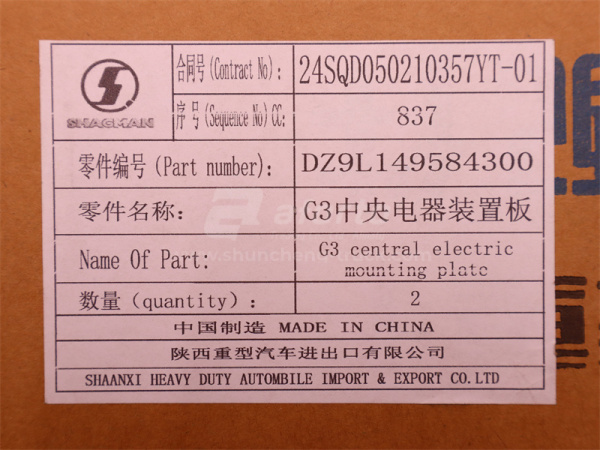 SHACMAN
合同号(Contract No)： 24SQD050210357YT-01
序 号(Sequence No)CC： 837
零件编号(Part number)： DZ9L149584300
零件名称： G3中央电器装置板
Name Of Part: G3 central electric
mounting plate
数量(quantity)： 2
中国制造 MADE IN CHINA
陕西重型汽车进出口有限公司
SHAANXI HEAVY DUTY AUTOMBILE IMPORT & EXPORT CO.LTD